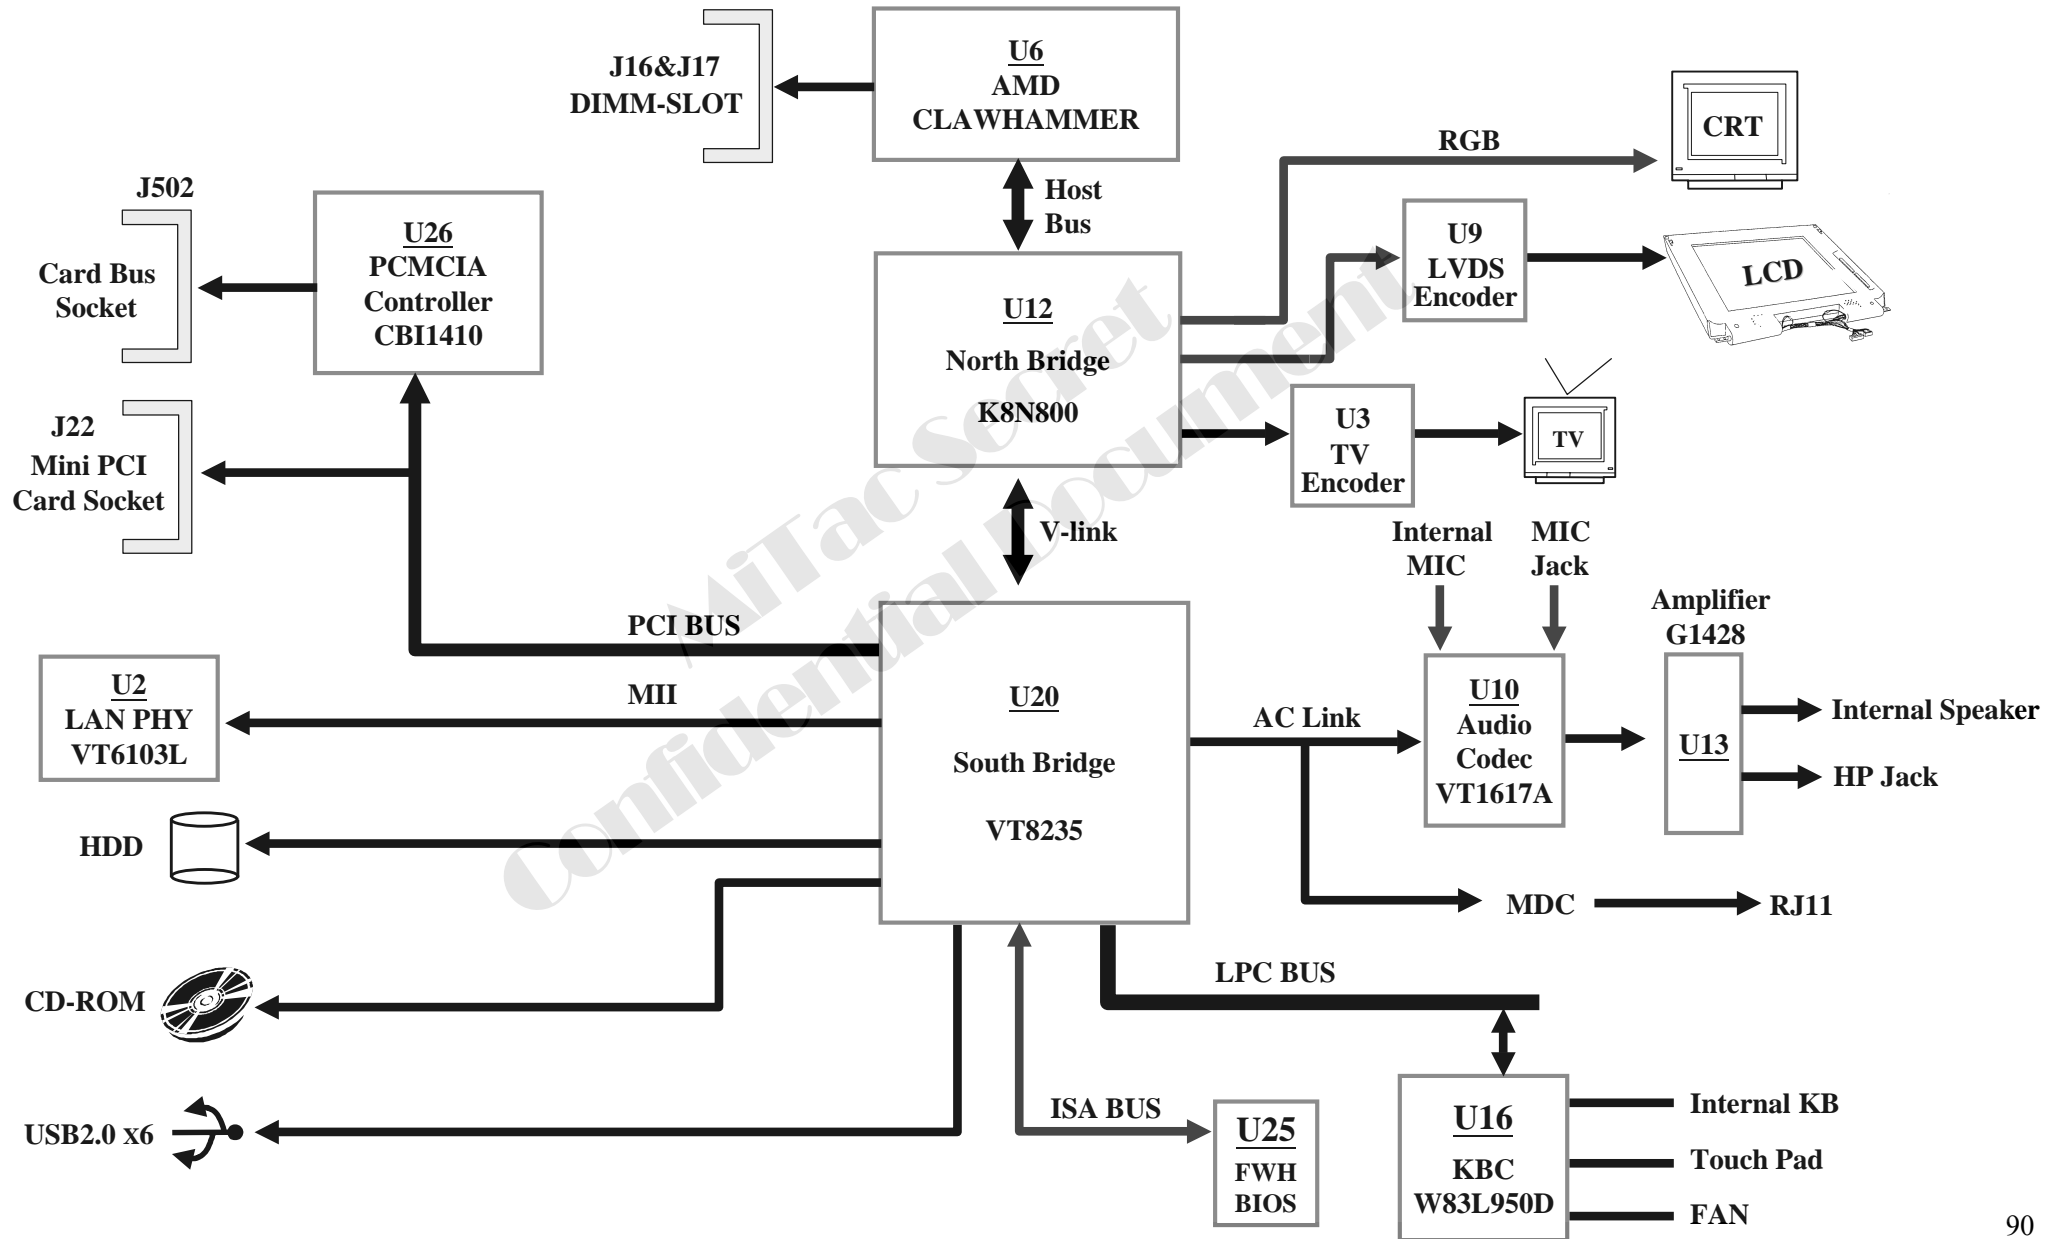 J16&J17
DIMM-SLOT
U6
AMD
CLAWHAMMER
Host
Bus
RGB
CRT
J502
Card Bus
Socket
U26
PCMCIA
Controller
CBI1410
U12
North Bridge
K8N800
U9
LVDS
Encoder
LCD
J22
Mini PCI
Card Socket
U3
TV
Encoder
TV
V-link
Internal
MIC
MIC
Jack
Amplifier
G1428
PCI BUS
MII
U2
LAN PHY
VT6103L
U20
South Bridge
VT8235
AC Link
U10
Audio
Codec
VT1617A
U13
Internal Speaker
HP Jack
HDD
MDC
RJ11
LPC BUS
CD-ROM
USB2.0 x6
ISA BUS
U25
FWH
BIOS
U16
KBC
W83L950D
Internal KB
Touch Pad
FAN
MiTac Secret
Confidential Document
90